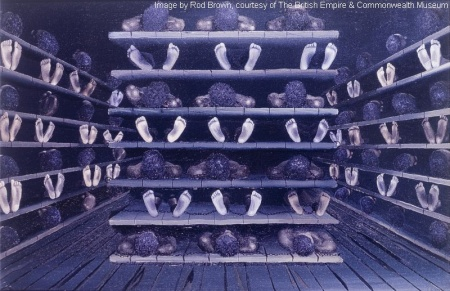 Image by Rod Brown, courtesy of The British Empire & Commonwealth Museum